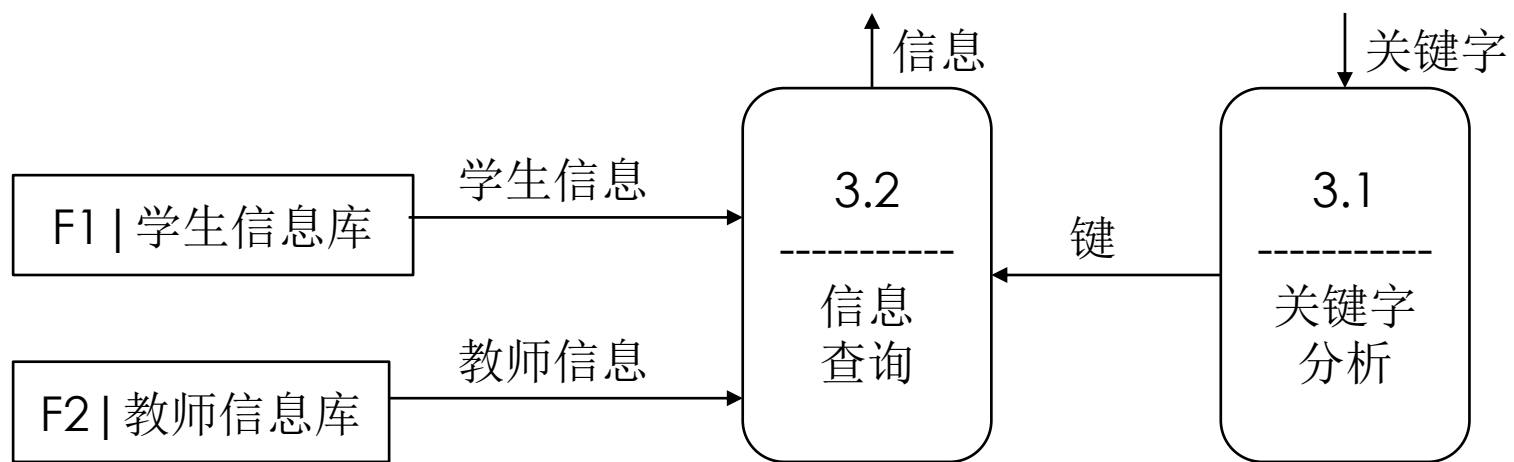 信息
关键字
学生信息
3.2
3.1
F1 | 学生信息库
键
-----------
-----------
信息
查询
关键字
分析
教师信息
F2 | 教师信息库